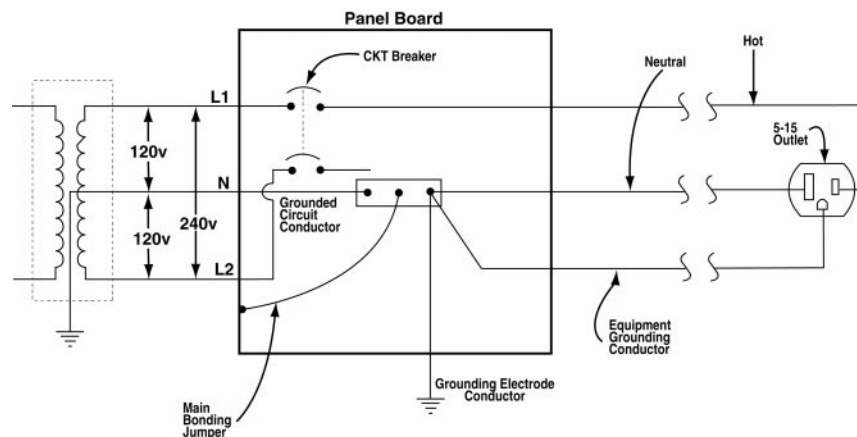 Panel Board
CKT Breaker
Neutral
Hot
L1
5-15
Outlet
120v
N
Grounded
Circuit
Conductor
240v
120v
L2
Equipment
Grounding
Conductor
Grounding Electrode
Conductor
Main
Bonding
Jumper